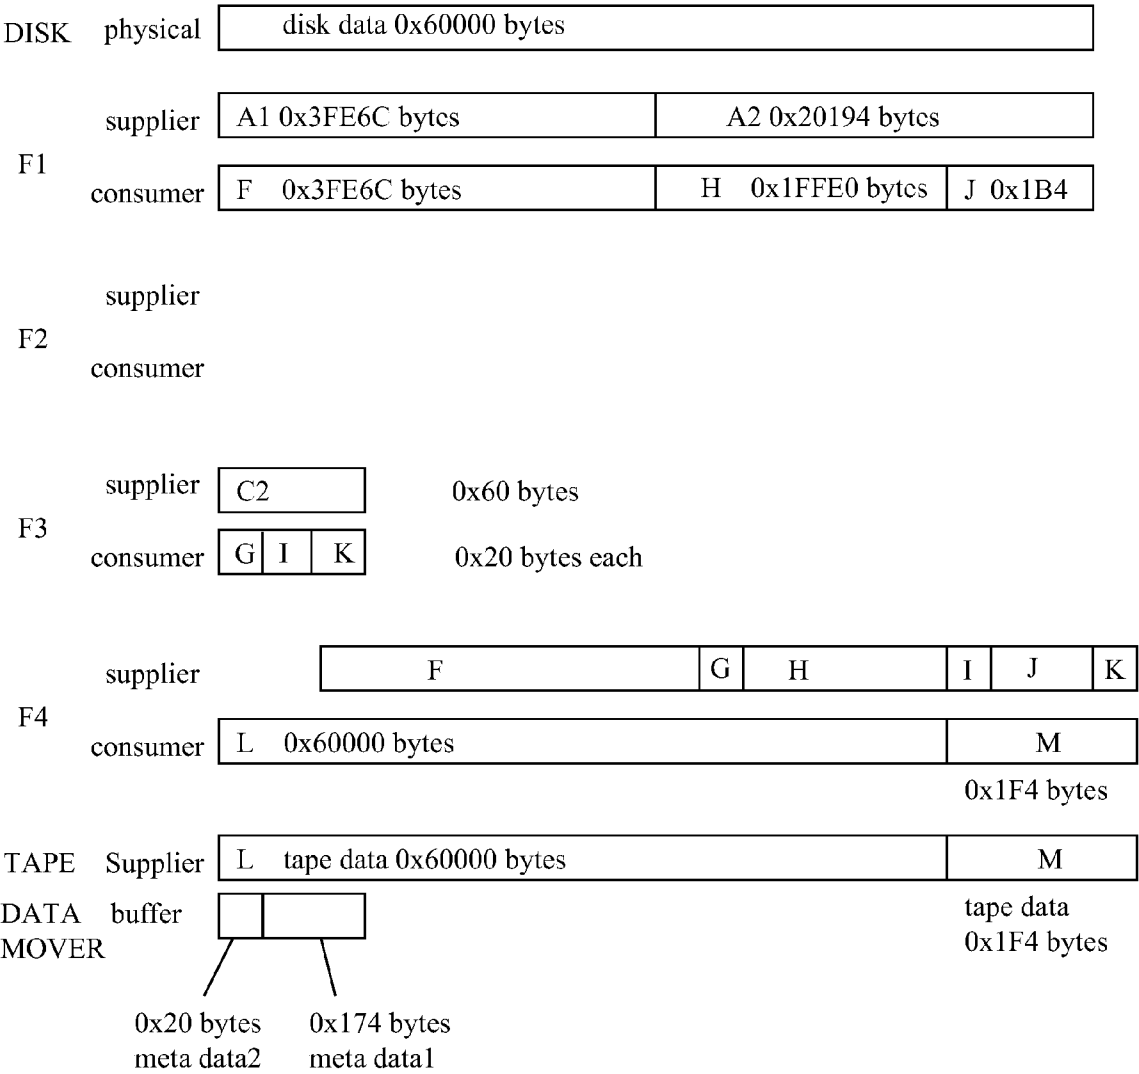 DISK physical disk data 0x60000 bytes
supplier A1 0x3FE6C bytes A2 0x20194 bytes
F1
consumer F 0x3FE6C bytes H 0x1FFE0 bytes J 0x1B4
supplier
F2
consumer
supplier C2 0x60 bytes
F3
consumer G I K 0x20 bytes each
supplier F G H I J K
F4
consumer L 0x60000 bytes M
0x1F4 bytes
TAPE Supplier L tape data 0x60000 bytes M
DATA buffer tape data
MOVER 0x1F4 bytes
0x20 bytes 0x174 bytes
meta data2 meta data1